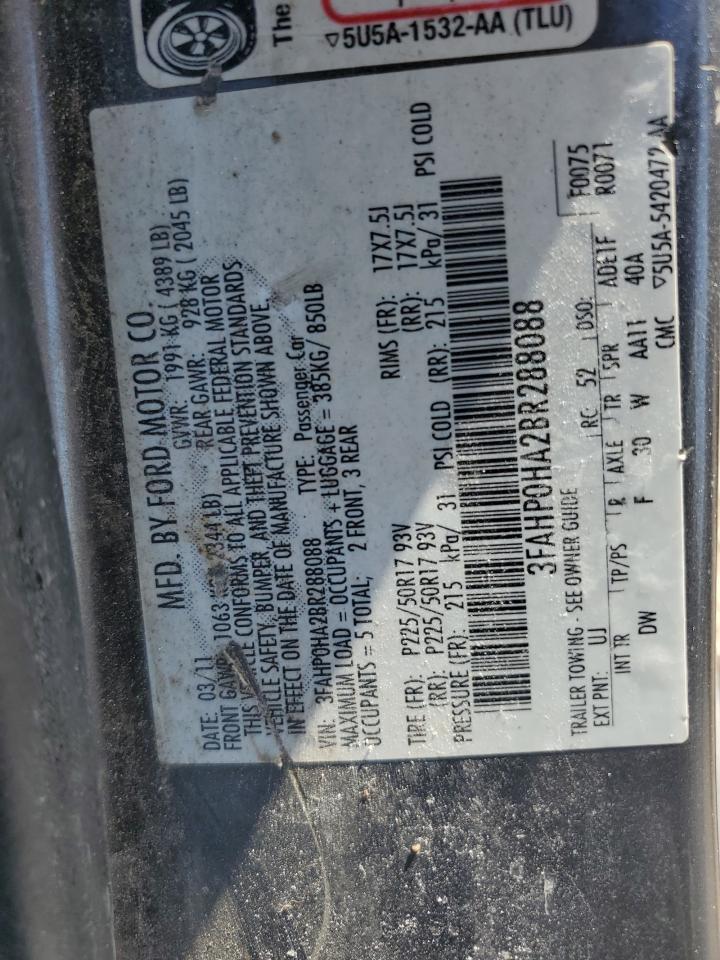 The
▽5U5A-1532-AA (TLU)
MFD. BY FORD MOTOR CO.
DATE: 03/11 GVWR: 1991 KG ( 4389 LB)
FRONT GAWR: 1063 LB) REAR GAWR: 928 KG ( 2045 LB)
THIS VEHICLE CONFORMS TO ALL APPLICABLE FEDERAL MOTOR
VEHICLE SAFETY, BUMPER, AND THEFT PREVENTION STANDARDS
IN EFFECT ON THE DATE OF MANUFACTURE SHOWN ABOVE.
VIN: 3FAHP0HA2BR288088 TYPE: Passenger Car
MAXIMUM LOAD = OCCUPANTS + LUGGAGE = 385KG/ 850LB
OCCUPANTS = 5 TOTAL; 2 FRONT, 3 REAR
TIRE (FR): P225/50R17 93V RIMS (FR): 17X7.5J
(RR): P225/50R17 93V (RR): 17X7.5J
PRESSURE (FR): 215 kPa/ 31 PSI COLD (RR): 215 kPa/ 31 PSI COLD
3FAHP0HA2BR288088
TRAILER TOWING - SEE OWNER GUIDE F0075
EXT PNT: UJ RC: 52 DSO: R0071
INT TR TP/PS R AXLE TR SPR ADE1F
DW F 30 W AA11 40A
CMC ▽5U5A-5420472-AA